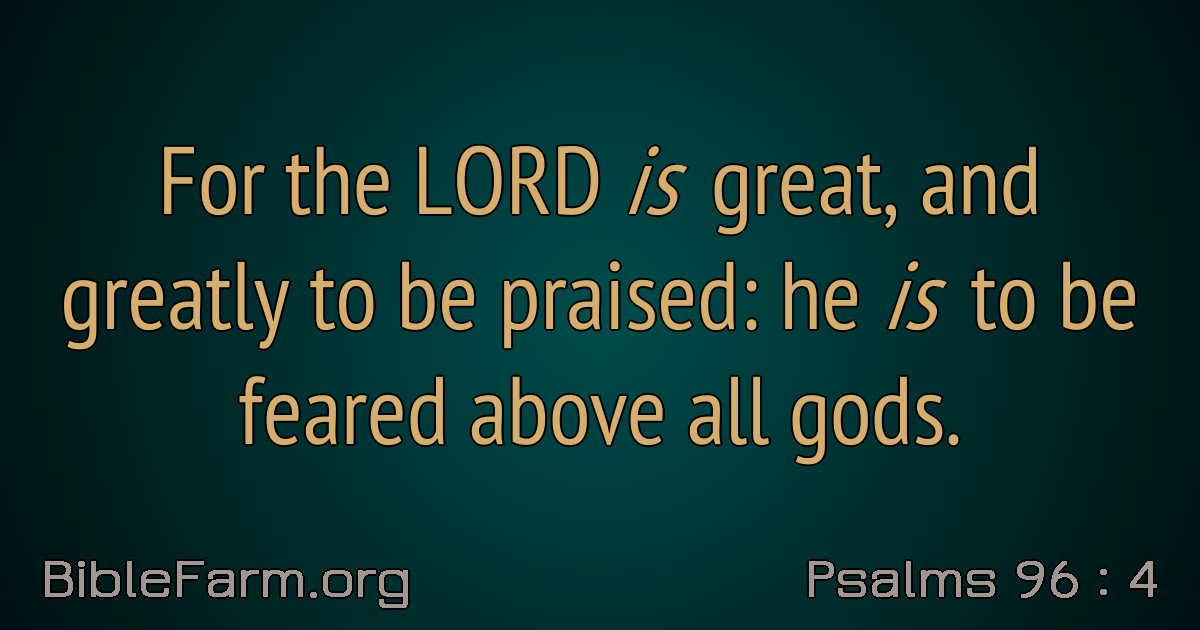 For the LORD is great, and
greatly to be praised: he is to be
feared above all gods.
BibleFarm.org
Psalms 96 : 4